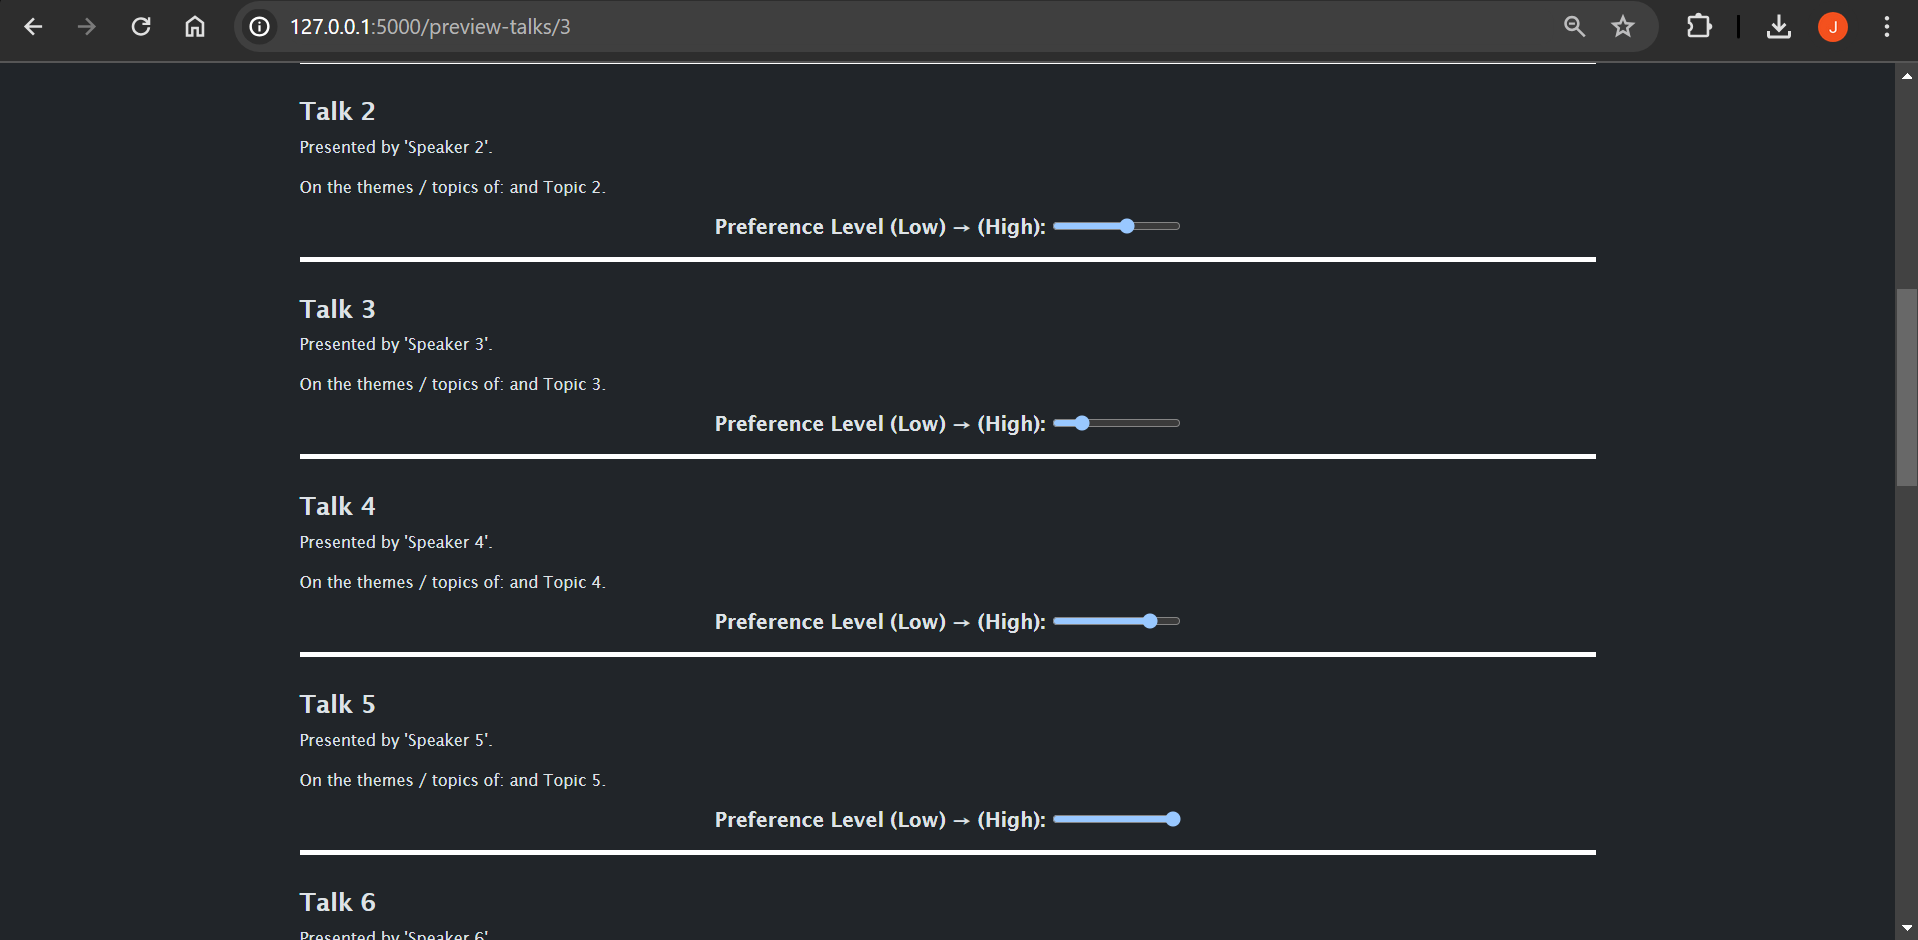 127.0.0.1:5000/preview-talks/3
J
Talk 2
Presented by 'Speaker 2'.
On the themes / topics of: and Topic 2.
Preference Level (Low) → (High):
Talk 3
Presented by 'Speaker 3'.
On the themes / topics of: and Topic 3.
Preference Level (Low) → (High):
Talk 4
Presented by 'Speaker 4'.
On the themes / topics of: and Topic 4.
Preference Level (Low) → (High):
Talk 5
Presented by 'Speaker 5'.
On the themes / topics of: and Topic 5.
Preference Level (Low) → (High):
Talk 6
Presented by 'Speaker 6'